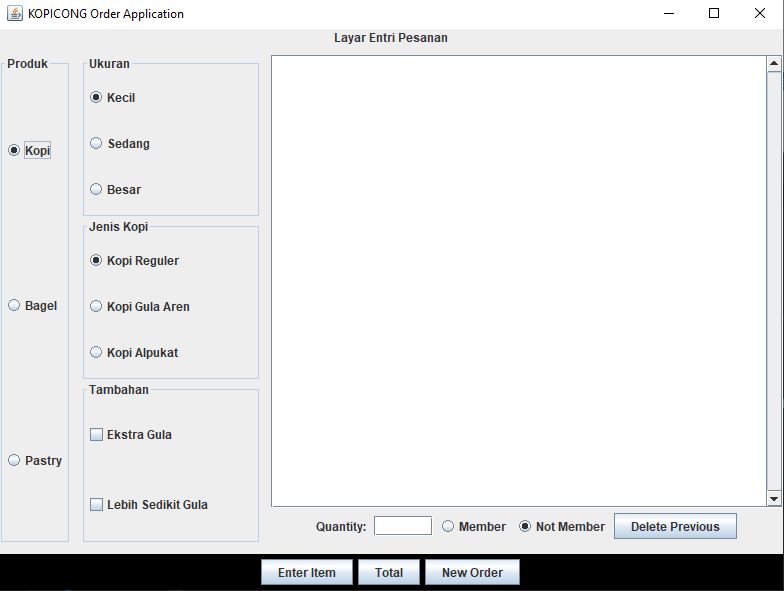 KOPICONG Order Application
Layar Entri Pesanan
Produk
Kopi
Bagel
Pastry
Ukuran
Kecil
Sedang
Besar
Jenis Kopi
Kopi Reguler
Kopi Gula Aren
Kopi Alpukat
Tambahan
Ekstra Gula
Lebih Sedikit Gula
Quantity: Member Not Member Delete Previous
Enter Item Total New Order